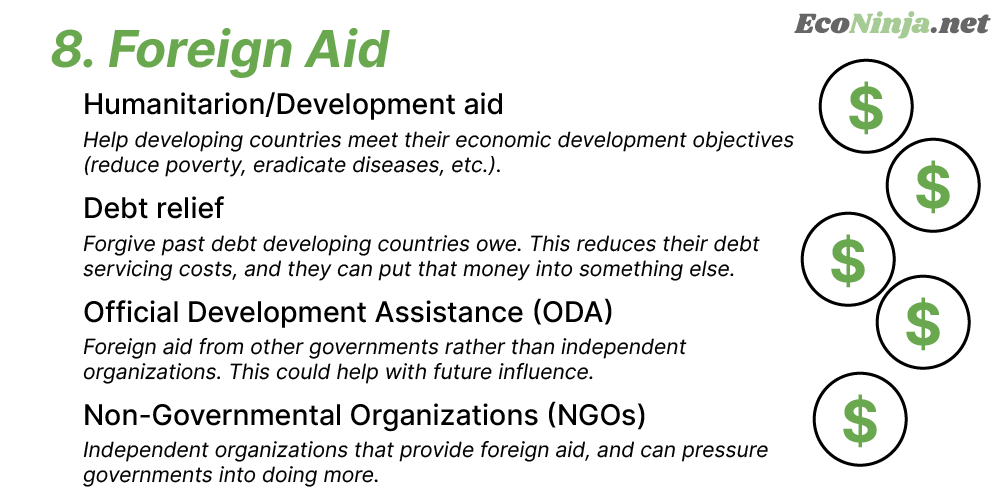 EcoNinja.net
8. Foreign Aid
Humanitarion/Development aid
Help developing countries meet their economic development objectives
(reduce poverty, eradicate diseases, etc.).
Debt relief
Forgive past debt developing countries owe. This reduces their debt
servicing costs, and they can put that money into something else.
Official Development Assistance (ODA)
Foreign aid from other governments rather than independent
organizations. This could help with future influence.
Non-Governmental Organizations (NGOs)
Independent organizations that provide foreign aid, and can pressure
governments into doing more.
$
$
$
$
$